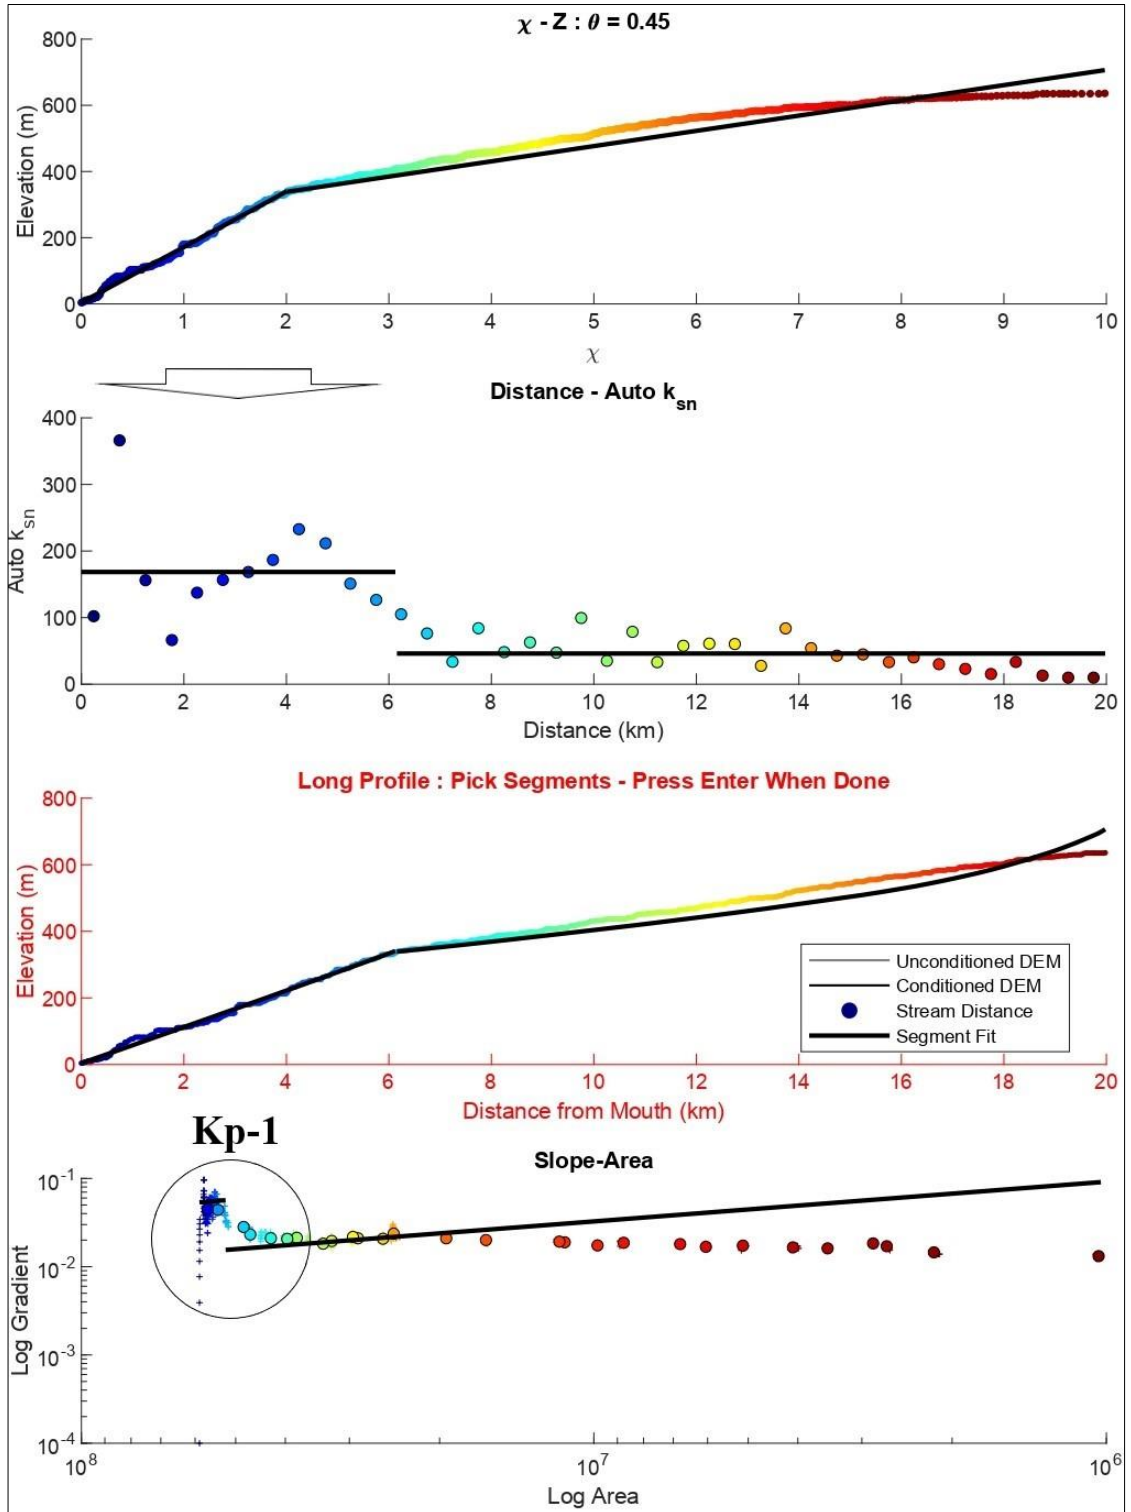 χ - Z : θ = 0.45
800
600
400
200
0
Elevation (m)
0 1 2 3 4 5 6 7 8 9 10
χ
Distance - Auto ksn
400
300
200
100
0
Auto ksn
0 2 4 6 8 10 12 14 16 18 20
Distance (km)
Long Profile : Pick Segments - Press Enter When Done
800
600
400
200
0
Elevation (m)
Unconditioned DEM
Conditioned DEM
Stream Distance
Segment Fit
0 2 4 6 8 10 12 14 16 18 20
Distance from Mouth (km)
Kp-1
Slope-Area
10-1
10-2
10-3
10-4
Log Gradient
108 107 106
Log Area